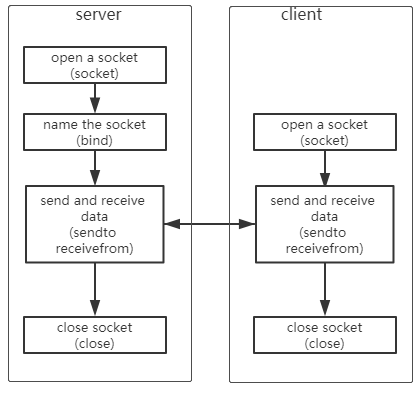 server
open a socket
(socket)
name the socket
(bind)
send and receive
data
(sendto
receivefrom)
close socket
(close)
client
open a socket
(socket)
send and receive
data
(sendto
receivefrom)
close socket
(close)